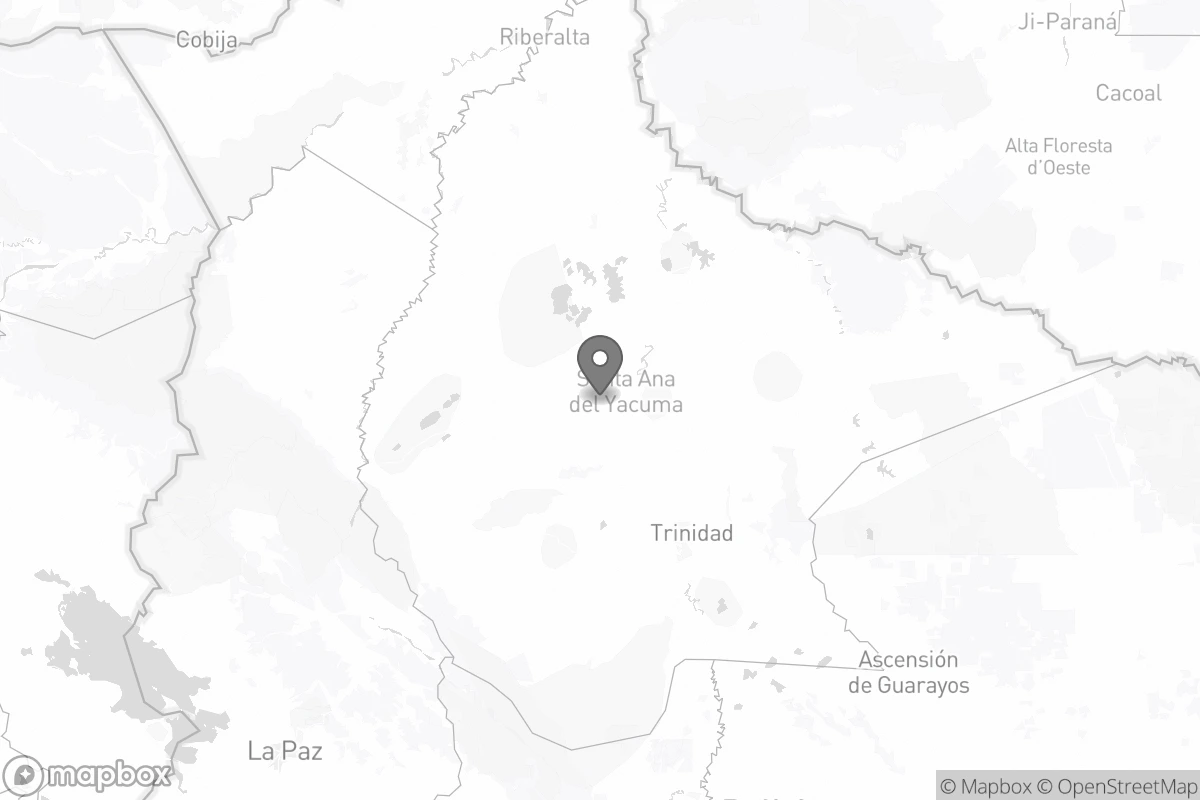 Cobija
Riberalta
Ji-Paraná
Cacoal
Alta Floresta
d'Oeste
Santa Ana
del Yacuma
Trinidad
Ascensión
de Guarayos
La Paz
mapbox
© Mapbox © OpenStreetMap